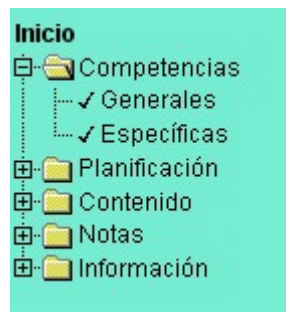 Inicio
Competencias
Generales
Específicas
Planificación
Contenido
Notas
Información